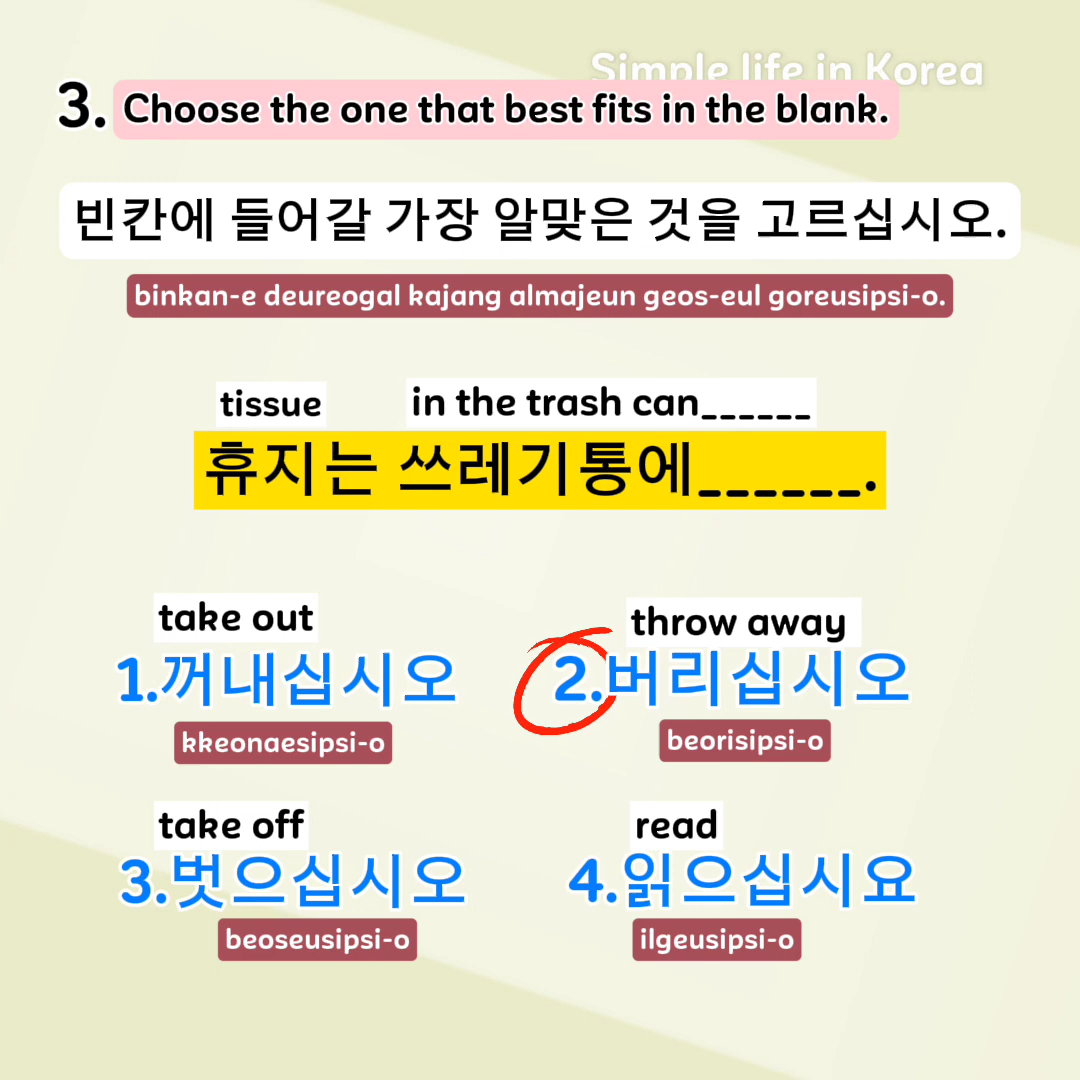 Simple life in Korea
3. Choose the one that best fits in the blank.
빈칸에 들어갈 가장 알맞은 것을 고르십시오.
binkan-e deureogal kajang almajeun geos-eul goreusipsi-o.
tissue in the trash can______
휴지는 쓰레기통에______.
take out
1.꺼내십시오
kkeonaesipsi-o
throw away
2.버리십시오
beorisipsi-o
take off
3.벗으십시오
beoseusipsi-o
read
4.읽으십시요
ilgeusipsi-o